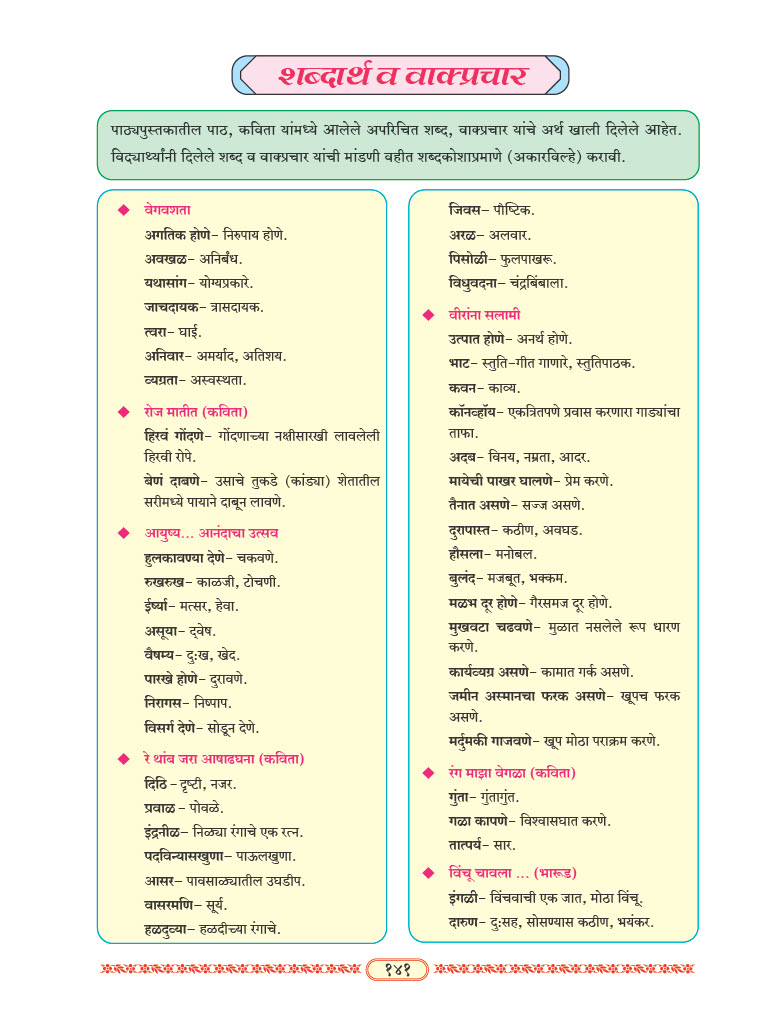 शब्दार्थ व वाक्प्रचार
पाठ्यपुस्तकातील पाठ, कविता यांमध्ये आलेले अपरिचित शब्द, वाक्प्रचार यांचे अर्थ खाली दिलेले आहेत.
विद्यार्थ्यांनी दिलेले शब्द व वाक्प्रचार यांची मांडणी वहीत शब्दकोशाप्रमाणे (अकारविल्हे) करावी.
◆ वेगवशता
अगतिक होणे– निरुपाय होणे.
अवखळ– अनिर्बंध.
यथासांग– योग्यप्रकारे.
जाचदायक– त्रासदायक.
त्वरा– घाई.
अनिवार– अमर्याद, अतिशय.
व्यग्रता– अस्वस्थता.
◆ रोज मातीत (कविता)
हिरवं गोंदणे– गोंदणाच्या नक्षीसारखी लावलेली
हिरवी रोपे.
बेणं दाबणे– उसाचे तुकडे (कांड्या) शेतातील
सरीमध्ये पायाने दाबून लावणे.
◆ आयुष्य... आनंदाचा उत्सव
हुलकावण्या देणे– चकवणे.
रुखरुख– काळजी, टोचणी.
ईर्ष्या– मत्सर, हेवा.
असूया– द्वेष.
वैषम्य– दुःख, खेद.
पारखे होणे– दुरावणे.
निरागस– निष्पाप.
विसर्ग देणे– सोडून देणे.
◆ रे थांब जरा आषाढघना (कविता)
दिठि – दृष्टी, नजर.
प्रवाळ – पोवळे.
इंद्रनीळ– निळ्या रंगाचे एक रत्न.
पदविन्यासखुणा– पाऊलखुणा.
आसर– पावसाळ्यातील उघडीप.
वासरमणि– सूर्य.
हळदुव्या– हळदीच्या रंगाचे.
जिवस– पौष्टिक.
अरळ– अलवार.
पिसोळी– फुलपाखरू.
विधुवदना– चंद्रबिंबाला.
◆ वीरांना सलामी
उत्पात होणे– अनर्थ होणे.
भाट– स्तुति-गीत गाणारे, स्तुतिपाठक.
कवन– काव्य.
कॉनव्हॉय– एकत्रितपणे प्रवास करणारा गाड्यांचा
ताफा.
अदब– विनय, नम्रता, आदर.
मायेची पाखर घालणे– प्रेम करणे.
तैनात असणे– सज्ज असणे.
दुरापास्त– कठीण, अवघड.
हौसला– मनोबल.
बुलंद– मजबूत, भक्कम.
मळभ दूर होणे– गैरसमज दूर होणे.
मुखवटा चढवणे– मुळात नसलेले रूप धारण
करणे.
कार्यव्यग्र असणे– कामात गर्क असणे.
जमीन अस्मानचा फरक असणे– खूपच फरक
असणे.
मर्दुमकी गाजवणे– खूप मोठा पराक्रम करणे.
◆ रंग माझा वेगळा (कविता)
गुंता– गुंतागुंत.
गळा कापणे– विश्वासघात करणे.
तात्पर्य– सार.
◆ विंचू चावला ... (भारूड)
इंगळी– विंचवाची एक जात, मोठा विंचू.
दारुण– दुःसह, सोसण्यास कठीण, भयंकर.
१४१